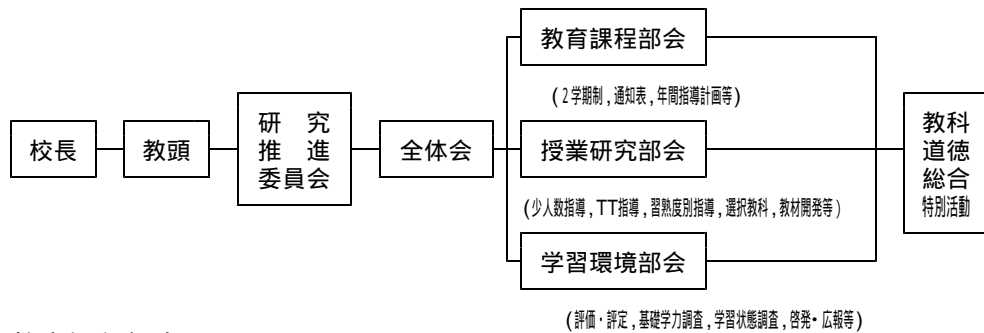 教育課程部会
(2学期制,通知表,年間指導計画等)
校長
教頭
研 究
推 進
委員会
全体会
授業研究部会
(少人数指導,TT指導,習熟度別指導,選択教科,教材開発等)
学習環境部会
(評価・評定,基礎学力調査,学習状態調査,啓発・広報等)
教科
道徳
総合
特別活動